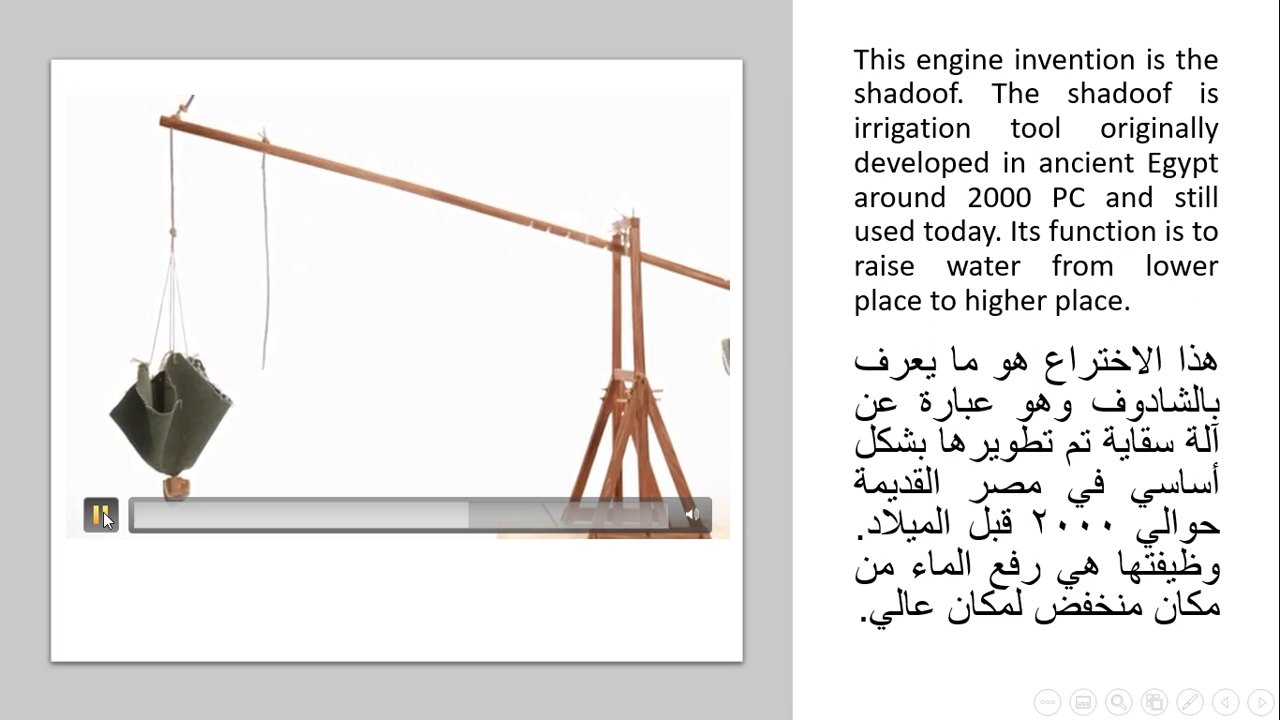 This engine invention is the
shadoof. The shadoof is
irrigation tool originally
developed in ancient Egypt
around 2000 PC and still
used today. Its function is to
raise water from lower
place to higher place.
هذا الاختراع هو ما يعرف
بالشادوف وهو عبارة عن
آلة سقاية تم تطويرها بشكل
أساسي في مصر القديمة
حوالي ٢٠٠٠ قبل الميلاد.
وظيفتها هي رفع الماء من
مكان منخفض لمكان عالي.